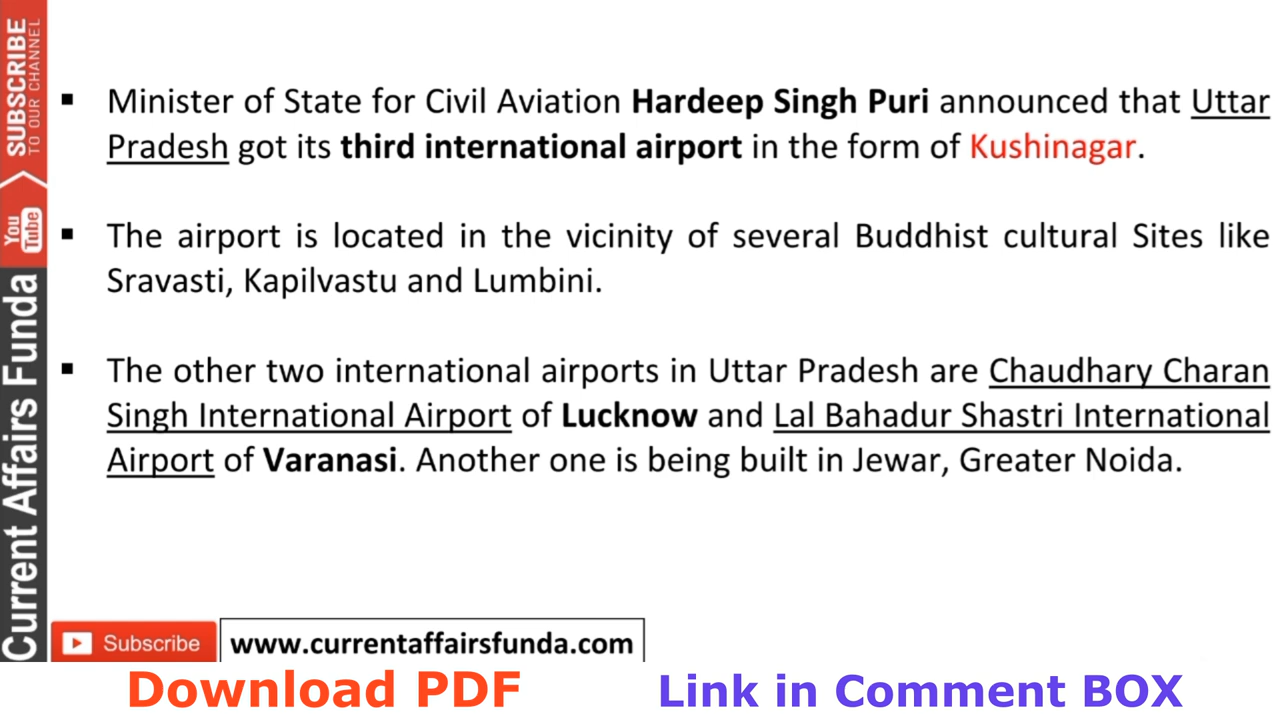 SUBSCRIBE
TO OUR CHANNEL
You
Tube
Current Affairs Funda
▪ Minister of State for Civil Aviation Hardeep Singh Puri announced that Uttar
Pradesh got its third international airport in the form of Kushinagar.
▪ The airport is located in the vicinity of several Buddhist cultural Sites like
Sravasti, Kapilvastu and Lumbini.
▪ The other two international airports in Uttar Pradesh are Chaudhary Charan
Singh International Airport of Lucknow and Lal Bahadur Shastri International
Airport of Varanasi. Another one is being built in Jewar, Greater Noida.
Subscribe
www.currentaffairsfunda.com
Download PDF
Link in Comment BOX